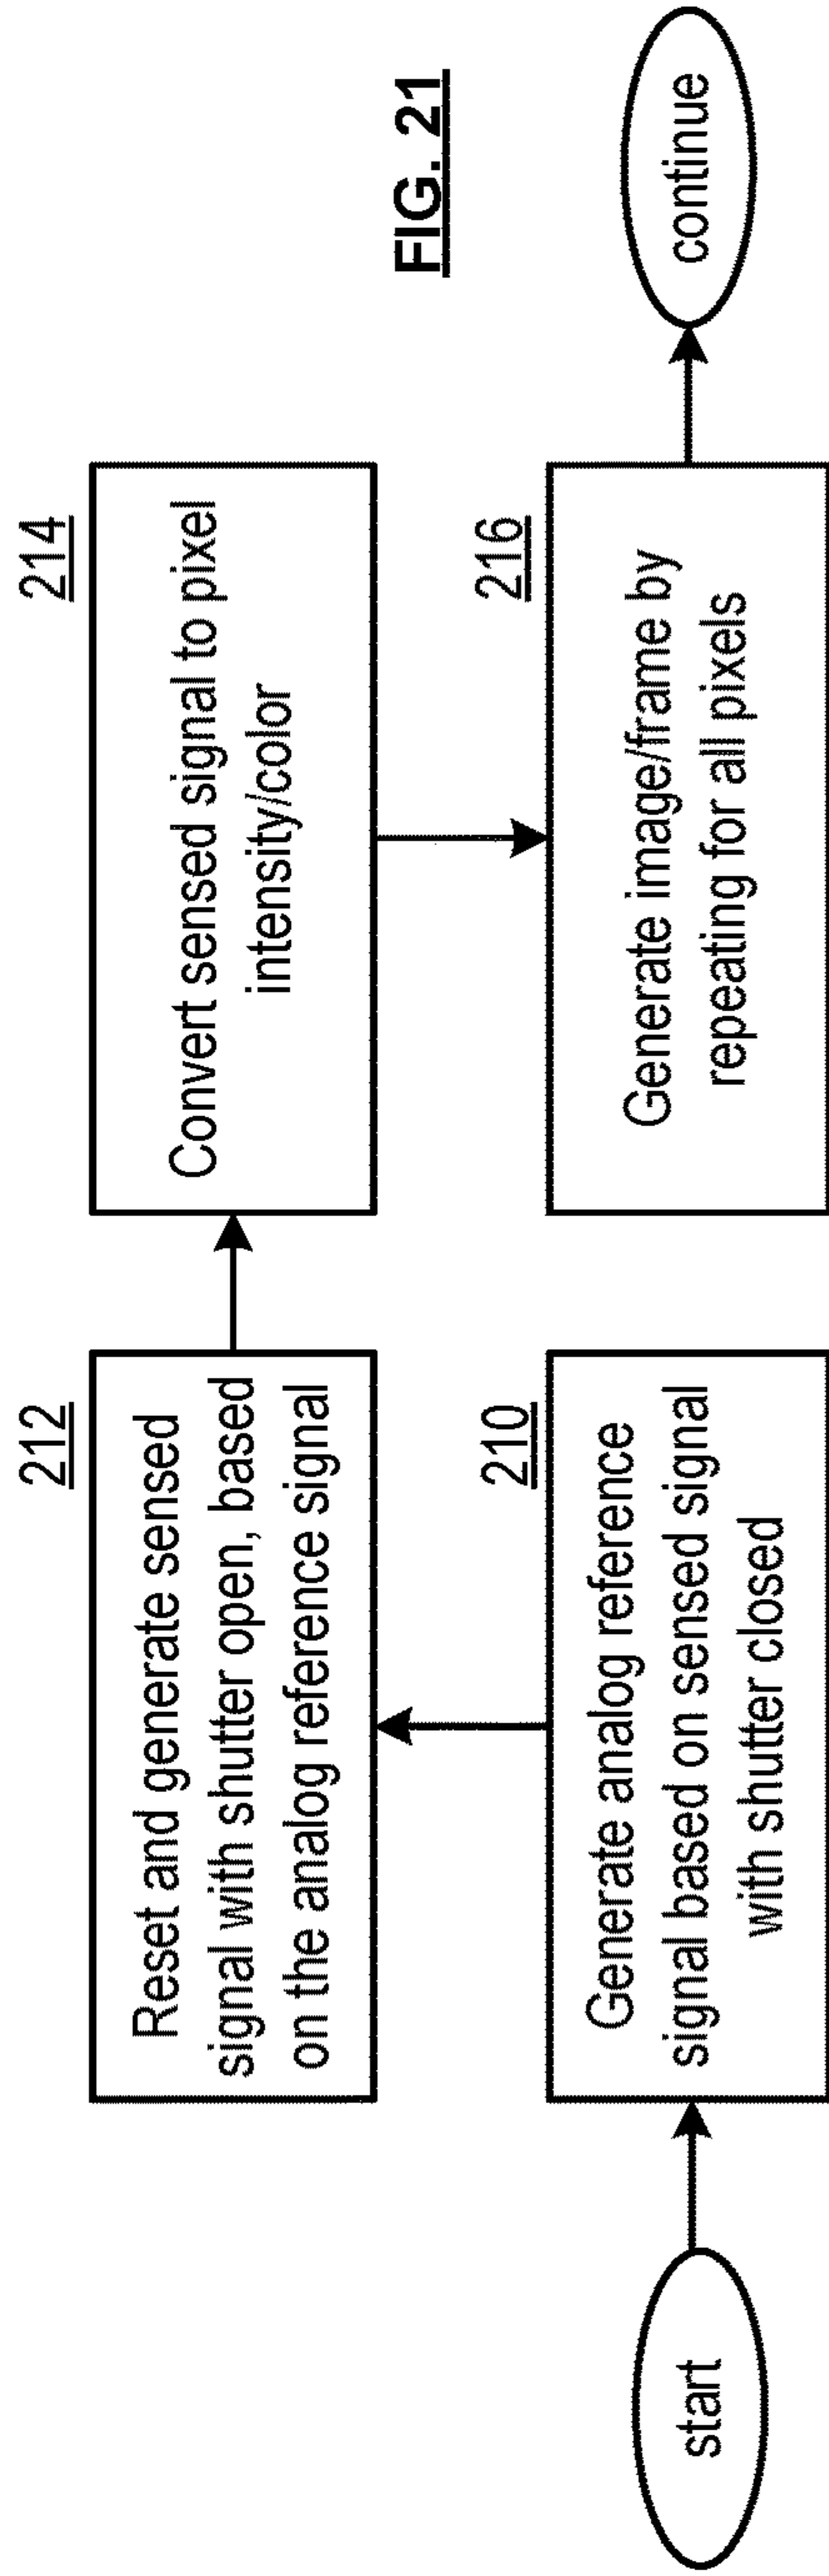 FIG. 21
start
210
Generate analog reference
signal based on sensed signal
with shutter closed
212
Reset and generate sensed
signal with shutter open, based
on the analog reference signal
214
Convert sensed signal to pixel
intensity/color
216
Generate image/frame by
repeating for all pixels
continue